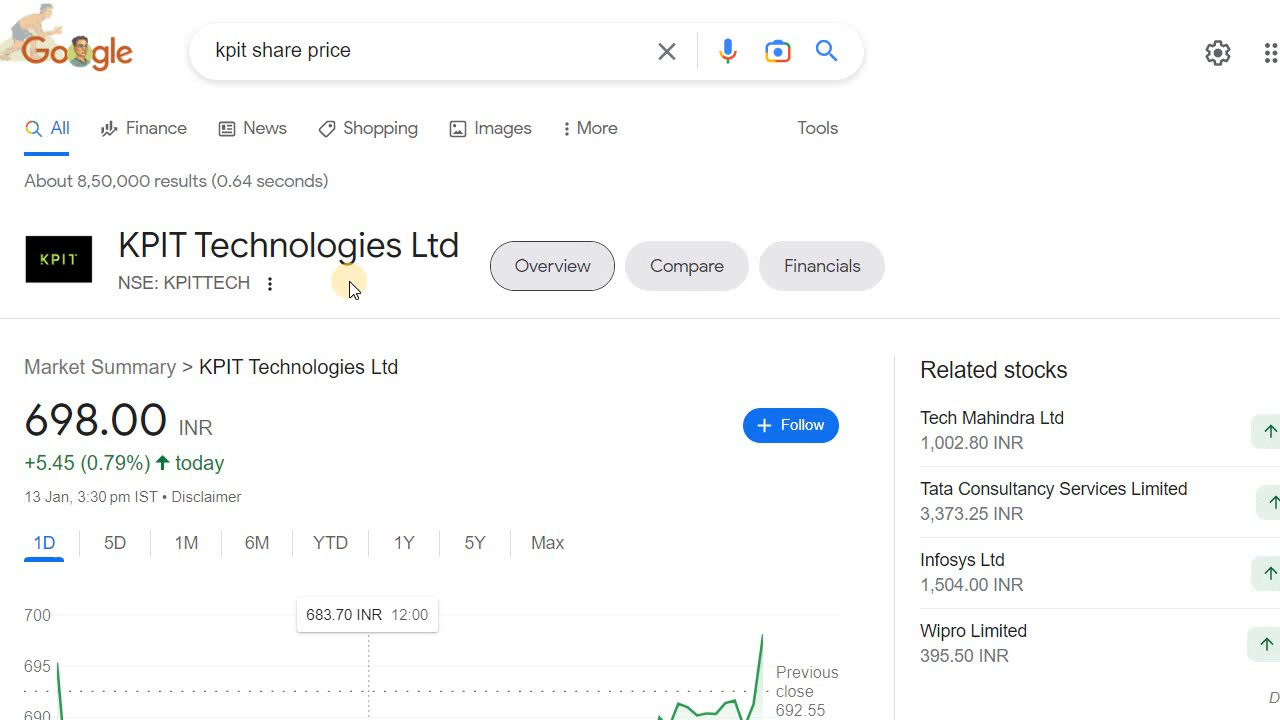 Google
kpit share price
All Finance News Shopping Images More Tools
About 8,50,000 results (0.64 seconds)
KPIT
KPIT Technologies Ltd
NSE: KPITTECH
Overview Compare Financials
Market Summary > KPIT Technologies Ltd
698.00 INR
Follow
+5.45 (0.79%) today
13 Jan, 3:30 pm IST • Disclaimer
1D 5D 1M 6M YTD 1Y 5Y Max
683.70 INR 12:00
700
695
690
Previous
close
692.55
Related stocks
Tech Mahindra Ltd
1,002.80 INR
Tata Consultancy Services Limited
3,373.25 INR
Infosys Ltd
1,504.00 INR
Wipro Limited
395.50 INR